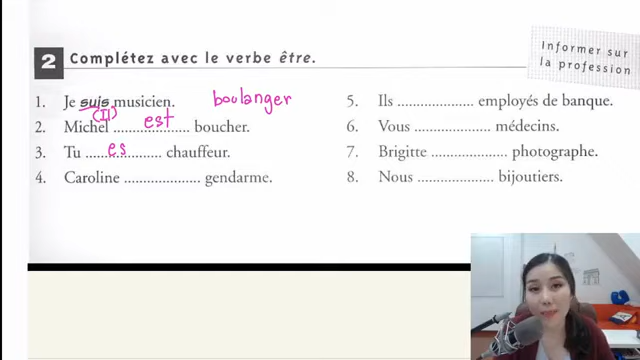 2 Complétez avec le verbe être.
Informer sur
la profession
1. Je suis musicien. boulanger
(Il)
2. Michel .................... est boucher.
3. Tu .................... es chauffeur.
4. Caroline .................... gendarme.
5. Ils .................... employés de banque.
6. Vous .................... médecins.
7. Brigitte .................... photographe.
8. Nous .................... bijoutiers.